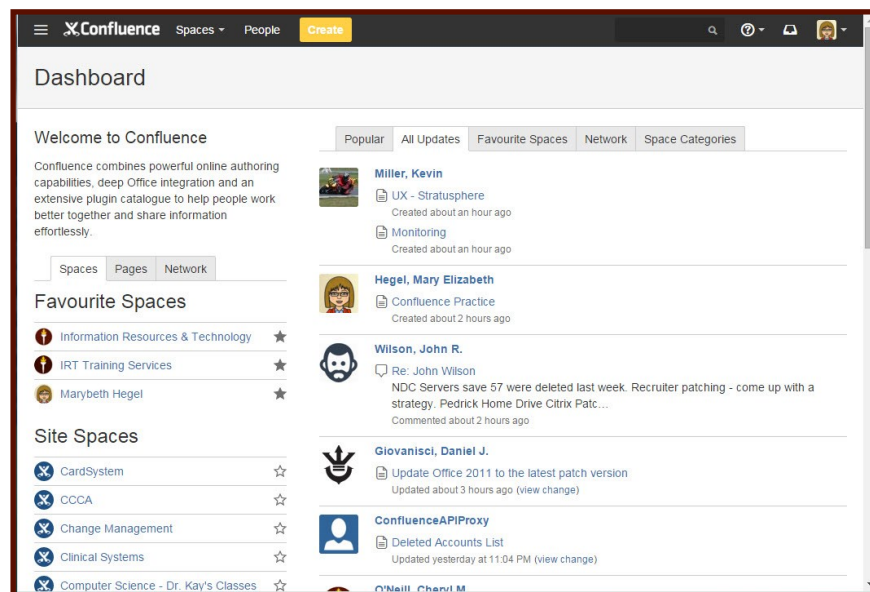 Confluence Spaces People Create
Dashboard
Welcome to Confluence
Confluence combines powerful online authoring
capabilities, deep Office integration and an
extensive plugin catalogue to help people work
better together and share information
effortlessly.
Spaces Pages Network
Favourite Spaces
Information Resources & Technology
IRT Training Services
Marybeth Hegel
Site Spaces
CardSystem
CCCA
Change Management
Clinical Systems
Computer Science - Dr. Kay's Classes
Popular All Updates Favourite Spaces Network Space Categories
Miller, Kevin
UX - Stratusphere
Created about an hour ago
Monitoring
Created about an hour ago
Hegel, Mary Elizabeth
Confluence Practice
Created about 2 hours ago
Wilson, John R.
Re: John Wilson
NDC Servers save 57 were deleted last week. Recruiter patching - come up with a
strategy. Pedrick Home Drive Citrix Patc...
Commented about 2 hours ago
Giovanisci, Daniel J.
Update Office 2011 to the latest patch version
Updated about 3 hours ago (view change)
ConfluenceAPIProxy
Deleted Accounts List
Updated yesterday at 11:04 PM (view change)
O'Neill, Cheryl M.